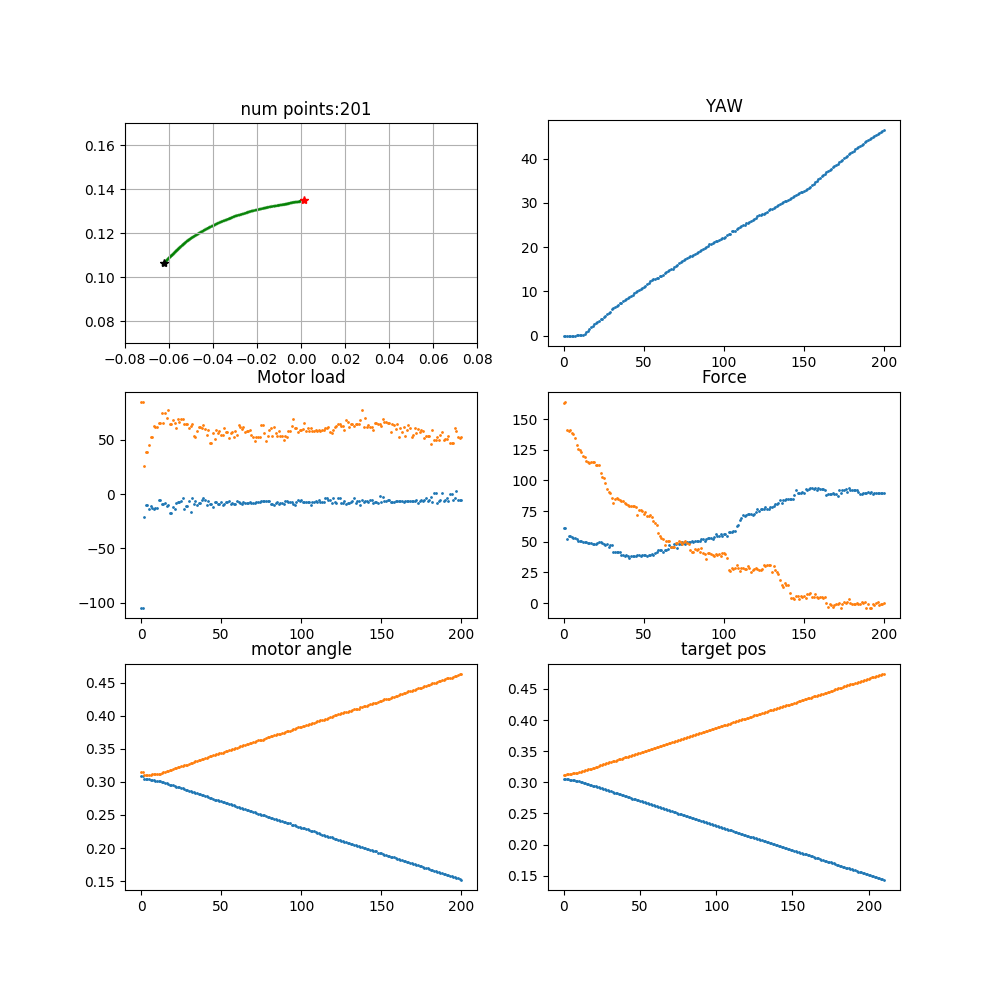 num points:201
0.16
0.14
0.12
0.10
0.08
−0.08 −0.06 −0.04 −0.02 0.00 0.02 0.04 0.06 0.08
YAW
40
30
20
10
0
0 50 100 150 200
Motor load
50
0
−50
−100
0 50 100 150 200
Force
150
125
100
75
50
25
0
0 50 100 150 200
motor angle
0.45
0.40
0.35
0.30
0.25
0.20
0.15
0 50 100 150 200
target pos
0.45
0.40
0.35
0.30
0.25
0.20
0.15
0 50 100 150 200